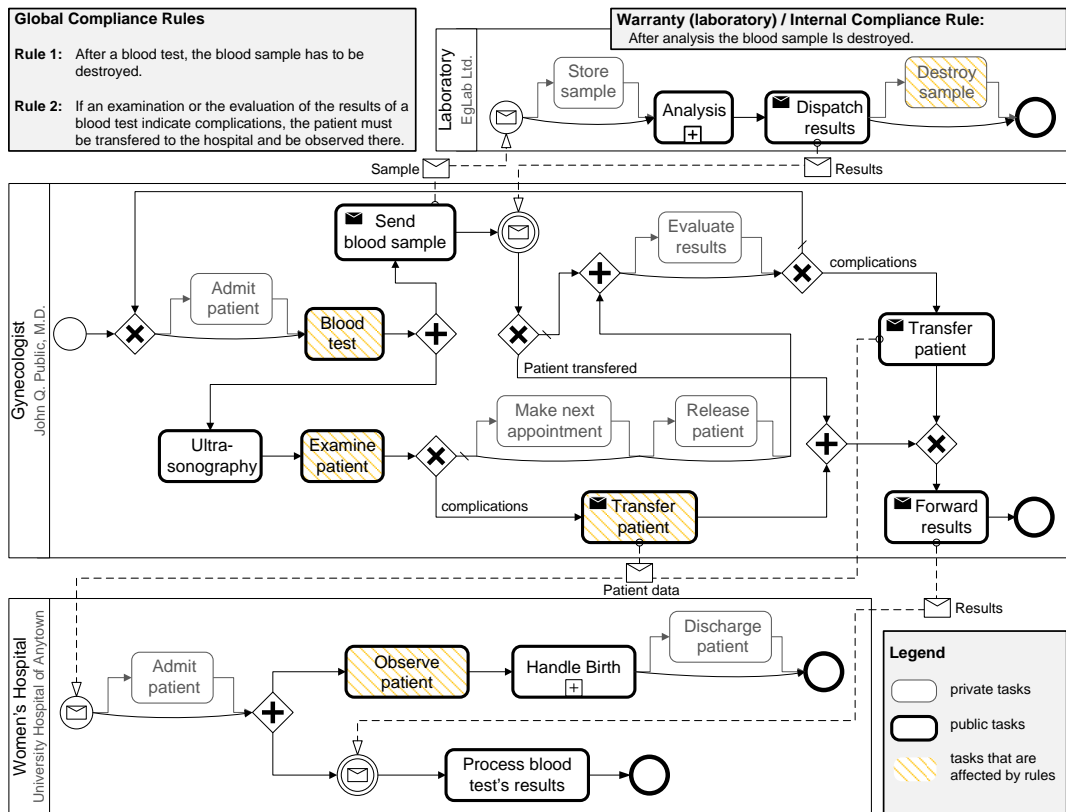 Global Compliance Rules
Rule 1: After a blood test, the blood sample has to be
destroyed.
Rule 2: If an examination or the evaluation of the results of a
blood test indicate complications, the patient must
be transfered to the hospital and be observed there.
Warranty (laboratory) / Internal Compliance Rule:
After analysis the blood sample Is destroyed.
Laboratory
EgLab Ltd.
Store
sample
Analysis
Dispatch
results
Destroy
sample
Sample
Results
Gynecologist
John Q. Public, M.D.
Send
blood sample
Evaluate
results
complications
Admit
patient
Blood
test
Transfer
patient
Patient transfered
Make next
appointment
Release
patient
Ultra-
sonography
Examine
patient
complications
Transfer
patient
Forward
results
Patient data
Results
Women's Hospital
University Hospital of Anytown
Admit
patient
Observe
patient
Handle Birth
Discharge
patient
Process blood
test's results
Legend
private tasks
public tasks
tasks that are
affected by rules